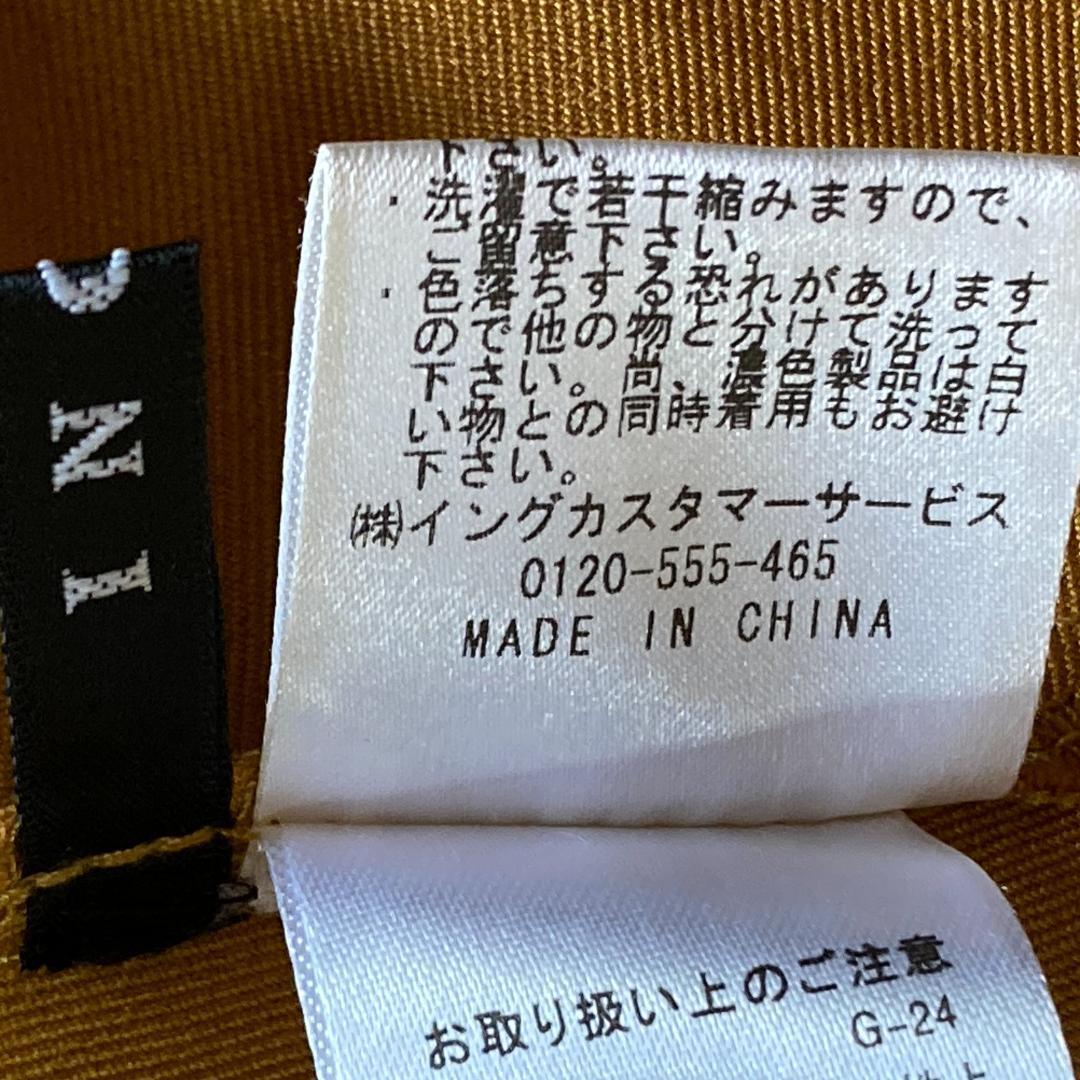 下さい。
・洗濯で若干縮みますので、
ご留意下さい。
・色落ちする恐れがあります
ので他の物と分けて洗って
下さい。尚、濃色製品は白
い物との同時着用もお避け
下さい。
㈱イングカスタマーサービス
0120-555-465
MADE IN CHINA
お取り扱い上のご注意
G-24
N I